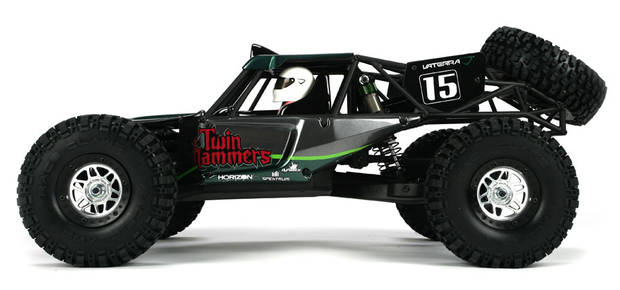 VATERRA
15
Twin
Hammers
HORIZON
SPEKTRUM